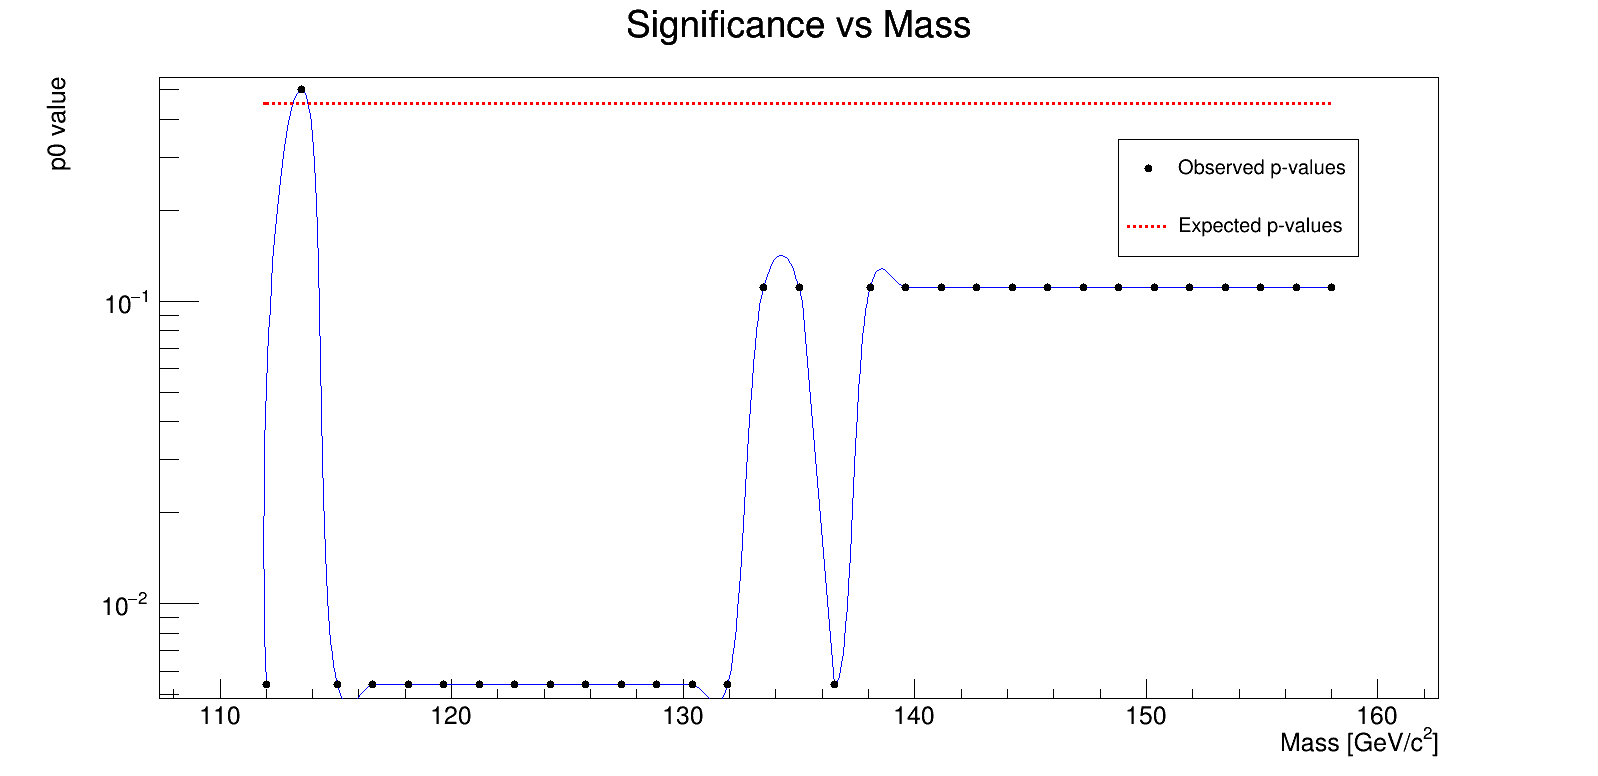 Significance vs Mass
p0 value
Observed p-values
Expected p-values
10⁻¹
10⁻²
110 120 130 140 150 160
Mass [GeV/c²]